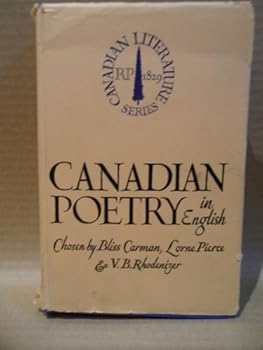 CANADIAN LITERATURE SERIES
RP 1829
CANADIAN
POETRY in
English
Chosen by Bliss Carman, Lorne Pierce
& V. B. Rhodenizer